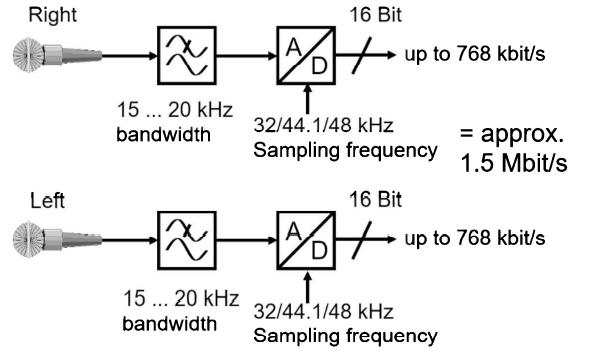 Right
16 Bit
A
D
up to 768 kbit/s
15 ... 20 kHz
bandwidth
32/44.1/48 kHz
Sampling frequency
= approx.
1.5 Mbit/s
Left
16 Bit
A
D
up to 768 kbit/s
15 ... 20 kHz
bandwidth
32/44.1/48 kHz
Sampling frequency